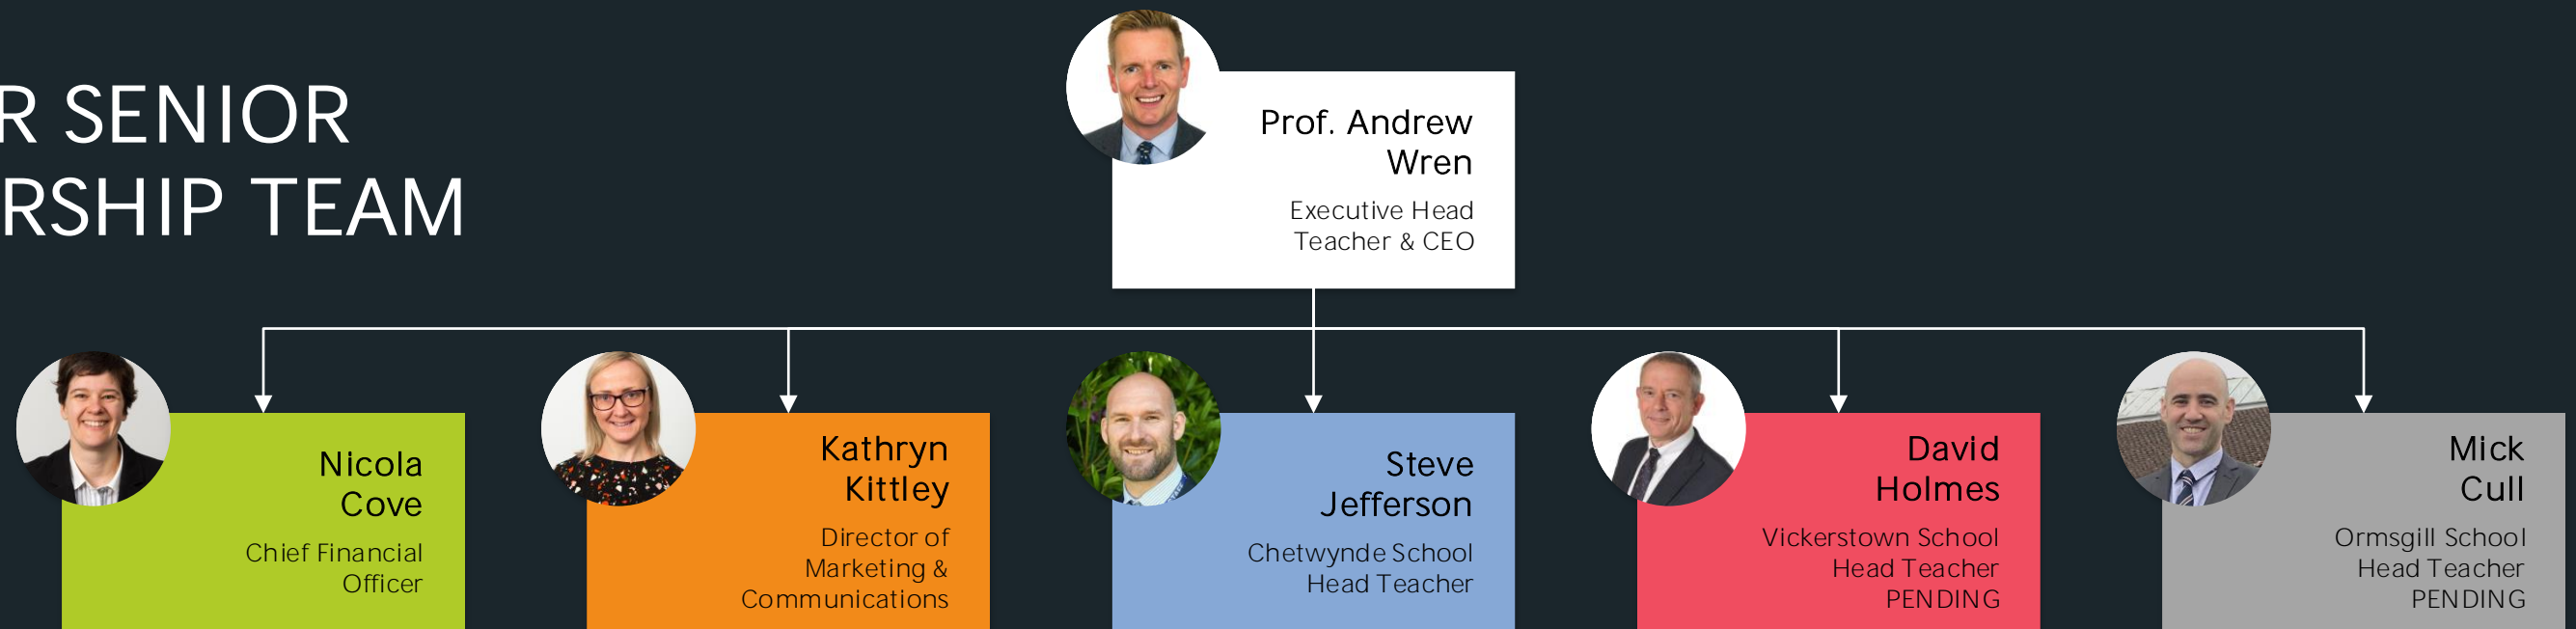 R SENIOR
RSHIP TEAM
Prof. Andrew
Wren
Executive Head
Teacher & CEO
Nicola
Cove
Chief Financial
Officer
Kathryn
Kittley
Director of
Marketing &
Communications
Steve
Jefferson
Chetwynde School
Head Teacher
David
Holmes
Vickerstown School
Head Teacher
PENDING
Mick
Cull
Ormsgill School
Head Teacher
PENDING